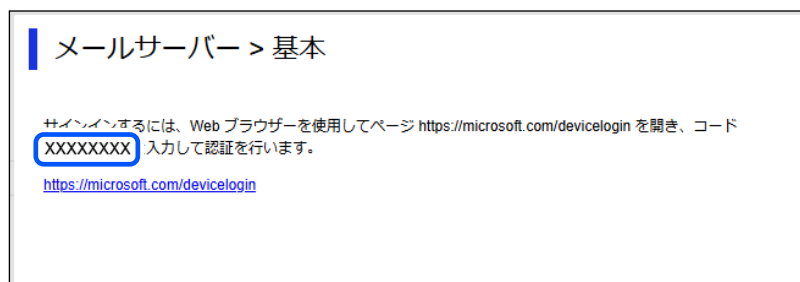 メールサーバー > 基本
サインインするには、Web ブラウザーを使用してページ https://microsoft.com/devicelogin を開き、コード
XXXXXXXX 入力して認証を行います。
https://microsoft.com/devicelogin